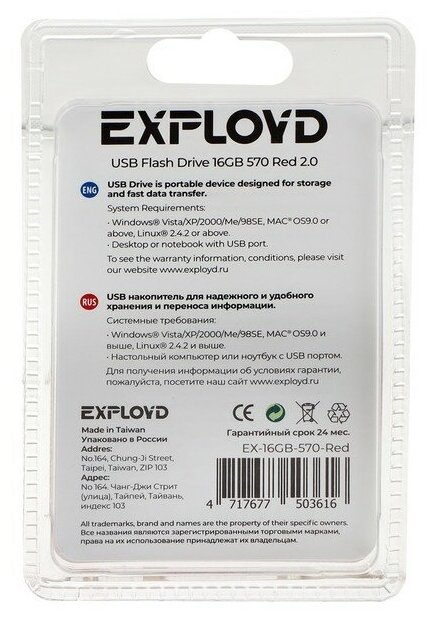 EXPLOYD
USB Flash Drive 16GB 570 Red 2.0
ENG
USB Drive is portable device designed for storage
and fast data transfer.
System Requirements:
· Windows® Vista/XP/2000/Me/98SE, MAC® OS9.0 or
above, Linux® 2.4.2 or above.
· Desktop or notebook with USB port.
To see the warranty information, conditions, please visit
our website www.exployd.ru
RUS
USB накопитель для надежного и удобного
хранения и переноса информации.
Системные требования:
· Windows® Vista/XP/2000/Me/98SE, MAC® OS9.0 и
выше, Linux® 2.4.2 и выше.
· Настольный компьютер или ноутбук с USB портом.
Для получения информации об условиях гарантии,
пожалуйста, посетите наш сайт www.exployd.ru
EXPLOYD
Made in Taiwan
Упаковано в России
Addres:
No.164, Chung-Ji Street,
Taipei, Taiwan, ZIP 103
Адрес:
No 164, Чанг-Джи Стрит
(улица), Тайпей, Тайвань,
индекс 103
CE
Гарантийный срок 24 мес.
EX-16GB-570-Red
4 717677 503616
All trademarks, brand and names are the property of their specific owners.
Все названия являются зарегистрированными торговыми марками,
права на их использование принадлежат их владельцам.